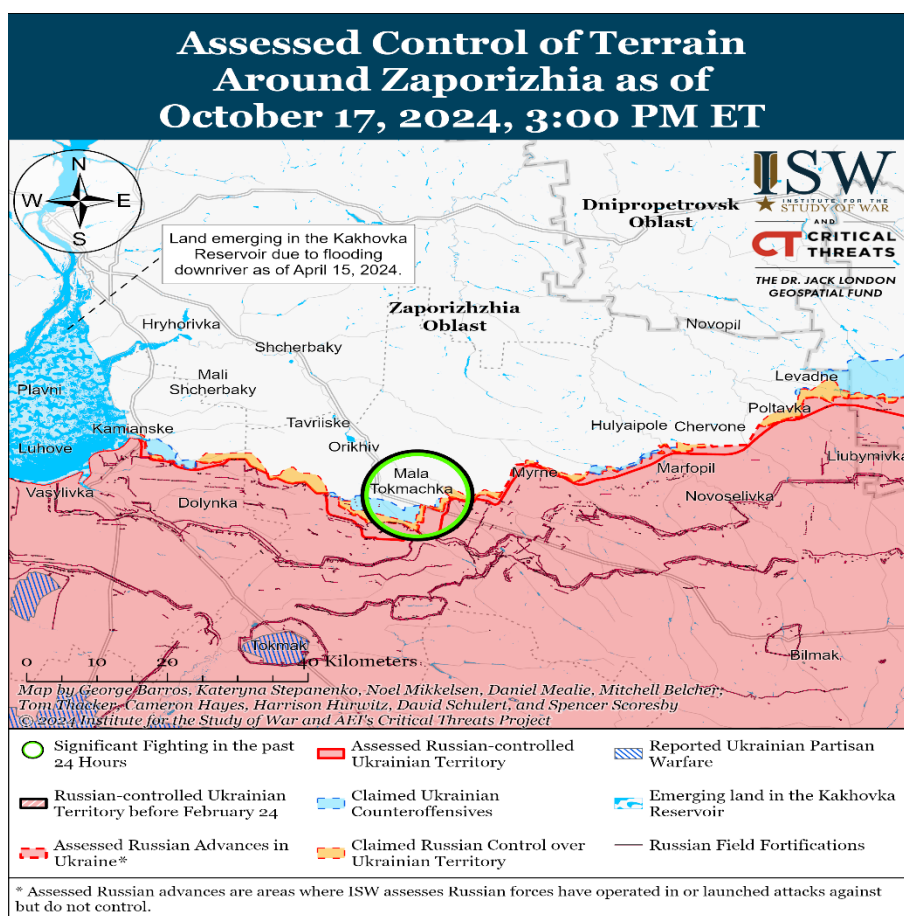 Assessed Control of Terrain
Around Zaporizhia as of
October 17, 2024, 3:00 PM ET
N
W E
S
Land emerging in the Kakhovka
Reservoir due to flooding
downriver as of April 15, 2024.
Dnipropetrovsk
Oblast
ISW
INSTITUTE FOR THE
STUDY OF WAR
AND
CT CRITICAL
THREATS
THE DR. JACK LONDON
GEOSPATIAL FUND
Zaporizhzhia
Oblast
Hryhorivka
Novopil
Shcherbaky
Mali
Shcherbaky
Levadne
Plavni
Poltavka
Kamianske
Tavriiske
Hulyaipole
Chervone
Orikhiv
Luhove
Mala
Tokmachka
Myrne
Marfopil
Liubymivka
Vasylivka
Dolynka
Novoselivka
Tokmak
Bilmak
0 20 40 Kilometers
Map by George Barros, Kateryna Stepanenko, Noel Mikkelsen, Daniel Mealie, Mitchell Belcher,
Tom Thacker, Cameron Hayes, Harrison Hurwitz, David Schulert, and Spencer Scoresby
© 2024 Institute for the Study of War and AEI's Critical Threats Project
Significant Fighting in the past
24 Hours
Assessed Russian-controlled
Ukrainian Territory
Reported Ukrainian Partisan
Warfare
Russian-controlled Ukrainian
Territory before February 24
Claimed Ukrainian
Counteroffensives
Emerging land in the Kakhovka
Reservoir
Assessed Russian Advances in
Ukraine*
Claimed Russian Control over
Ukrainian Territory
Russian Field Fortifications
* Assessed Russian advances are areas where ISW assesses Russian forces have operated in or launched attacks against
but do not control.